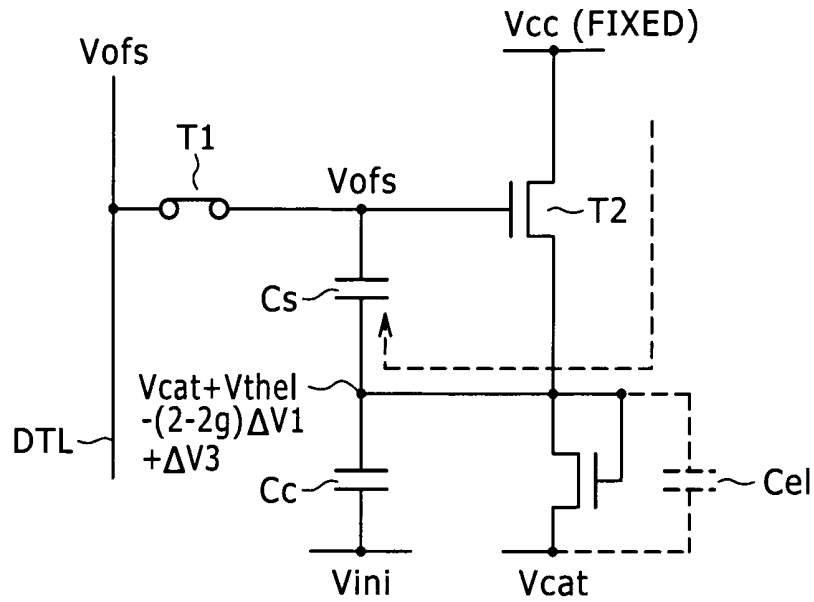 Vcc (FIXED)
Vofs
T1
Vofs
T2
Cs
Vcat+Vthel
-(2-2g)ΔV1
+ΔV3
DTL
Cc
Cel
Vini
Vcat